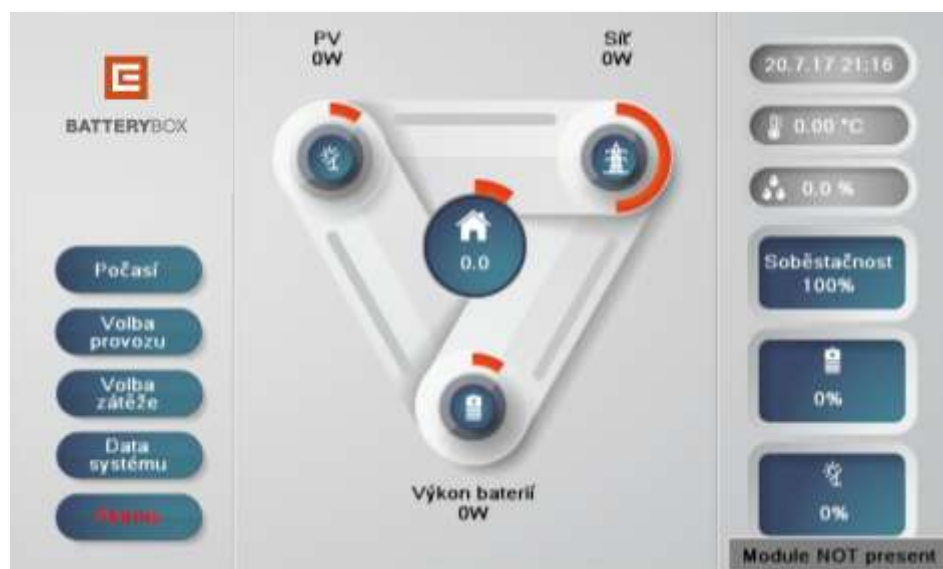 BATTERYBOX
Počasí
Volba
provozu
Volba
zátěže
Data
systému
PV
0W
Síť
0W
0.0
Výkon baterií
0W
20.7.17 21:16
0.00 °C
0.0 %
Soběstačnost
100%
0%
0%
Module NOT present